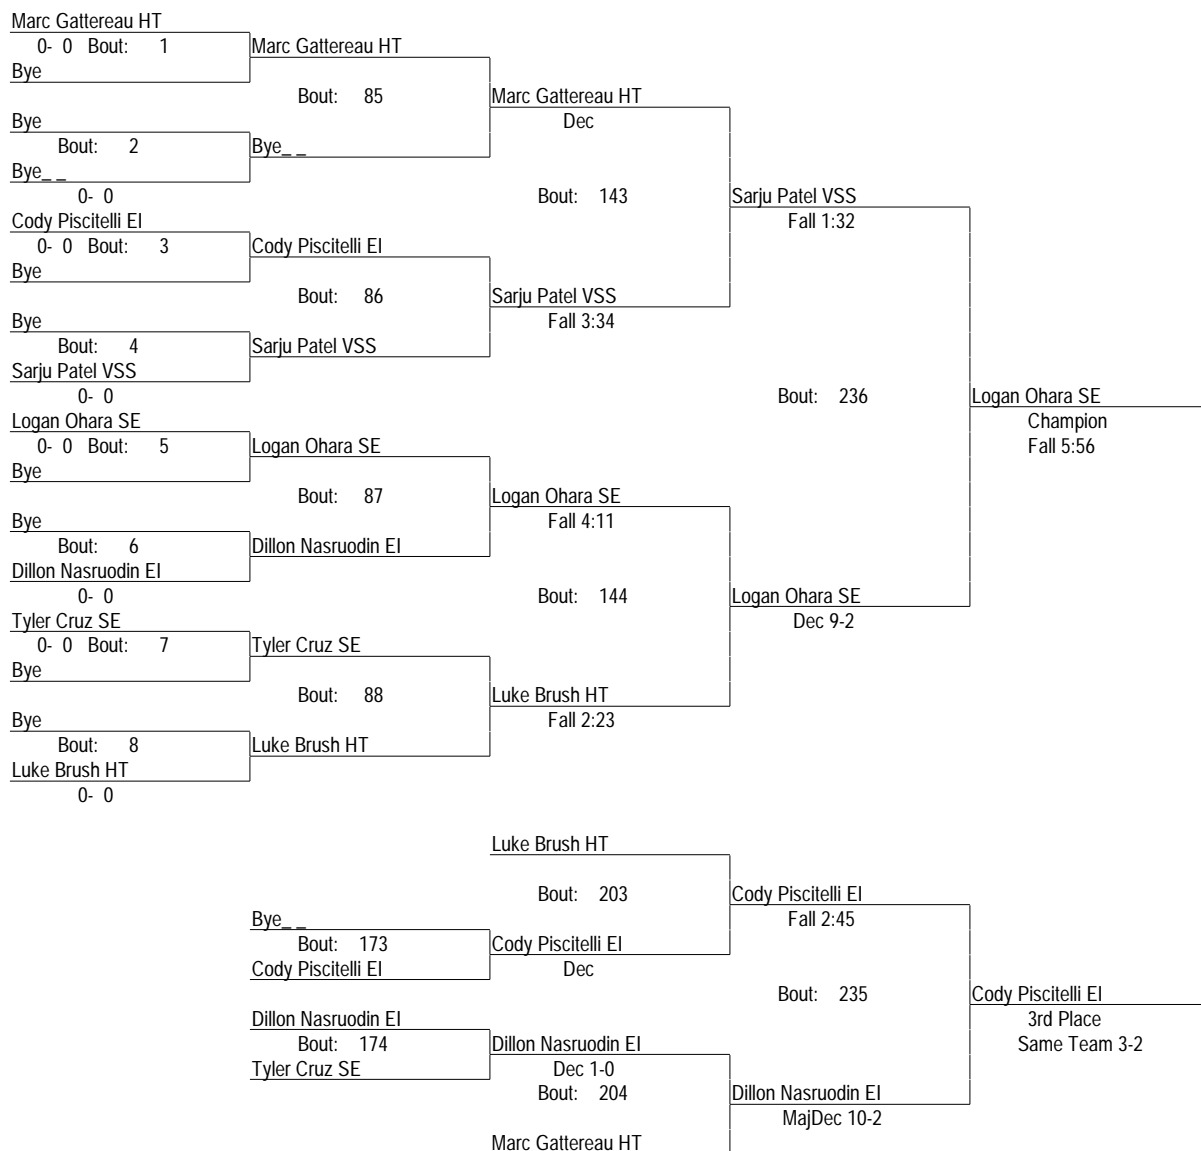 Marc Gattereau HT
0- 0 Bout: 1 Marc Gattereau HT
Bye
Bout: 85 Marc Gattereau HT
Bye Dec
Bout: 2 Bye_ _
Bye_ _
0- 0 Bout: 143 Sarju Patel VSS
Cody Piscitelli EI Fall 1:32
0- 0 Bout: 3 Cody Piscitelli EI
Bye
Bout: 86 Sarju Patel VSS
Bye Fall 3:34
Bout: 4 Sarju Patel VSS
Sarju Patel VSS
0- 0 Bout: 236 Logan Ohara SE
Logan Ohara SE Champion
0- 0 Bout: 5 Logan Ohara SE Fall 5:56
Bye
Bout: 87 Logan Ohara SE
Bye Fall 4:11
Bout: 6 Dillon Nasruodin EI
Dillon Nasruodin EI
0- 0 Bout: 144 Logan Ohara SE
Tyler Cruz SE Dec 9-2
0- 0 Bout: 7 Tyler Cruz SE
Bye
Bout: 88 Luke Brush HT
Bye Fall 2:23
Bout: 8 Luke Brush HT
Luke Brush HT
0- 0
Luke Brush HT
Bout: 203 Cody Piscitelli EI
Bye_ _ Fall 2:45
Bout: 173 Cody Piscitelli EI
Cody Piscitelli EI Dec
Bout: 235 Cody Piscitelli EI
Dillon Nasruodin EI 3rd Place
Bout: 174 Dillon Nasruodin EI Same Team 3-2
Tyler Cruz SE Dec 1-0
Bout: 204 Dillon Nasruodin EI
MajDec 10-2
Marc Gattereau HT